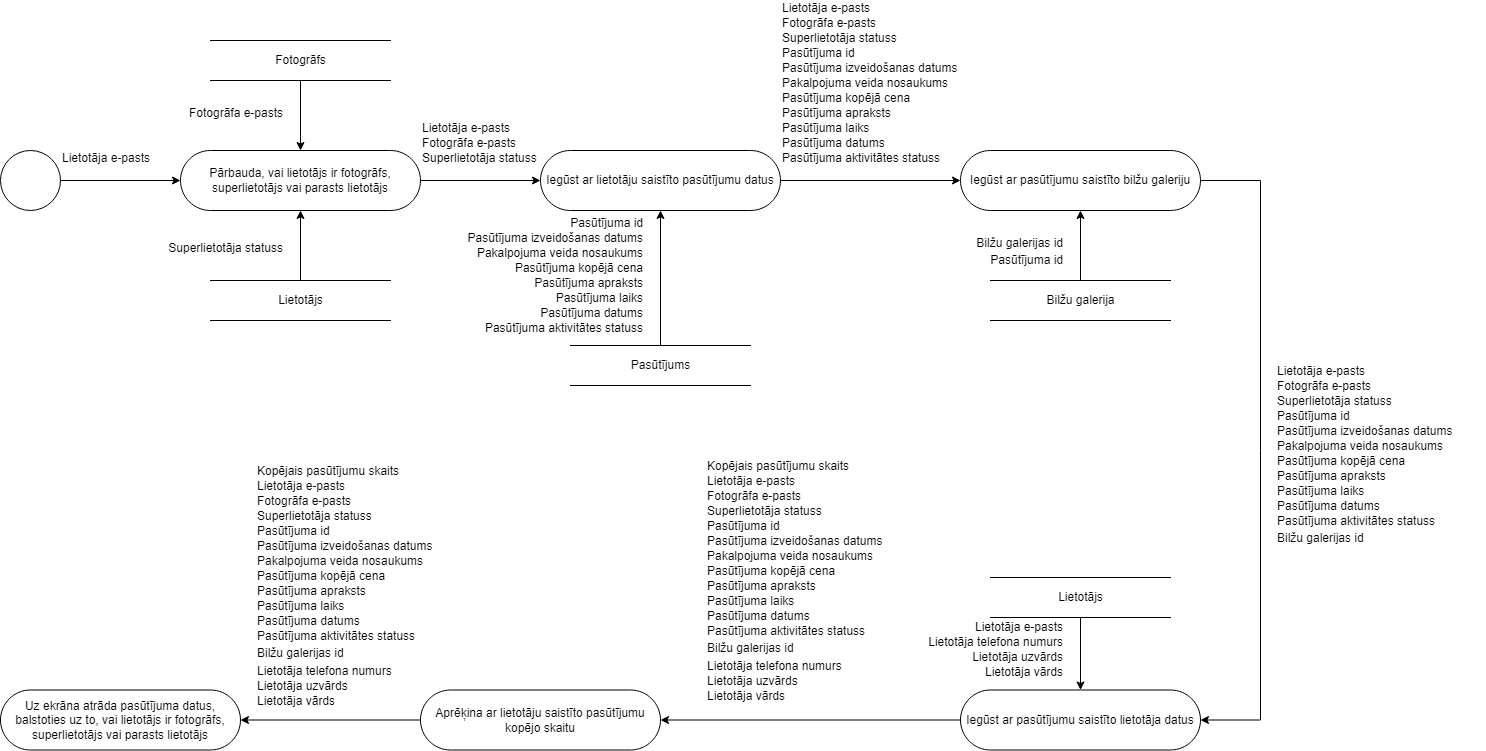 Fotogrāfs
Fotogrāfa e-pasts
Lietotāja e-pasts
Pārbauda, vai lietotājs ir fotogrāfs,
superlietotājs vai parasts lietotājs
Superlietotāja statuss
Lietotājs
Lietotāja e-pasts
Fotogrāfa e-pasts
Superlietotāja statuss
Iegūst ar lietotāju saistīto pasūtījumu datus
Pasūtījuma id
Pasūtījuma izveidošanas datums
Pakalpojuma veida nosaukums
Pasūtījuma kopējā cena
Pasūtījuma apraksts
Pasūtījuma laiks
Pasūtījuma datums
Pasūtījuma aktivitātes statuss
Pasūtījums
Lietotāja e-pasts
Fotogrāfa e-pasts
Superlietotāja statuss
Pasūtījuma id
Pasūtījuma izveidošanas datums
Pakalpojuma veida nosaukums
Pasūtījuma kopējā cena
Pasūtījuma apraksts
Pasūtījuma laiks
Pasūtījuma datums
Pasūtījuma aktivitātes statuss
Iegūst ar pasūtījumu saistīto bilžu galeriju
Bilžu galerijas id
Pasūtījuma id
Bilžu galerija
Lietotāja e-pasts
Fotogrāfa e-pasts
Superlietotāja statuss
Pasūtījuma id
Pasūtījuma izveidošanas datums
Pakalpojuma veida nosaukums
Pasūtījuma kopējā cena
Pasūtījuma apraksts
Pasūtījuma laiks
Pasūtījuma datums
Pasūtījuma aktivitātes statuss
Bilžu galerijas id
Lietotājs
Lietotāja e-pasts
Lietotāja telefona numurs
Lietotāja uzvārds
Lietotāja vārds
Iegūst ar pasūtījumu saistīto lietotāja datus
Kopējais pasūtījumu skaits
Lietotāja e-pasts
Fotogrāfa e-pasts
Superlietotāja statuss
Pasūtījuma id
Pasūtījuma izveidošanas datums
Pakalpojuma veida nosaukums
Pasūtījuma kopējā cena
Pasūtījuma apraksts
Pasūtījuma laiks
Pasūtījuma datums
Pasūtījuma aktivitātes statuss
Bilžu galerijas id
Lietotāja telefona numurs
Lietotāja uzvārds
Lietotāja vārds
Aprēķina ar lietotāju saistīto pasūtījumu
kopējo skaitu
Kopējais pasūtījumu skaits
Lietotāja e-pasts
Fotogrāfa e-pasts
Superlietotāja statuss
Pasūtījuma id
Pasūtījuma izveidošanas datums
Pakalpojuma veida nosaukums
Pasūtījuma kopējā cena
Pasūtījuma apraksts
Pasūtījuma laiks
Pasūtījuma datums
Pasūtījuma aktivitātes statuss
Bilžu galerijas id
Lietotāja telefona numurs
Lietotāja uzvārds
Lietotāja vārds
Uz ekrāna atrāda pasūtījuma datus,
balstoties uz to, vai lietotājs ir fotogrāfs,
superlietotājs vai parasts lietotājs